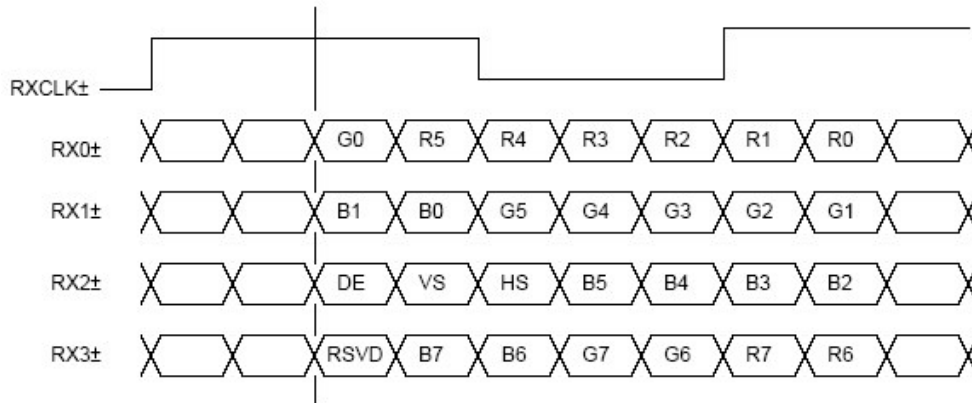 RXCLK±
RX0± G0 R5 R4 R3 R2 R1 R0
RX1± B1 B0 G5 G4 G3 G2 G1
RX2± DE VS HS B5 B4 B3 B2
RX3± RSVD B7 B6 G7 G6 R7 R6